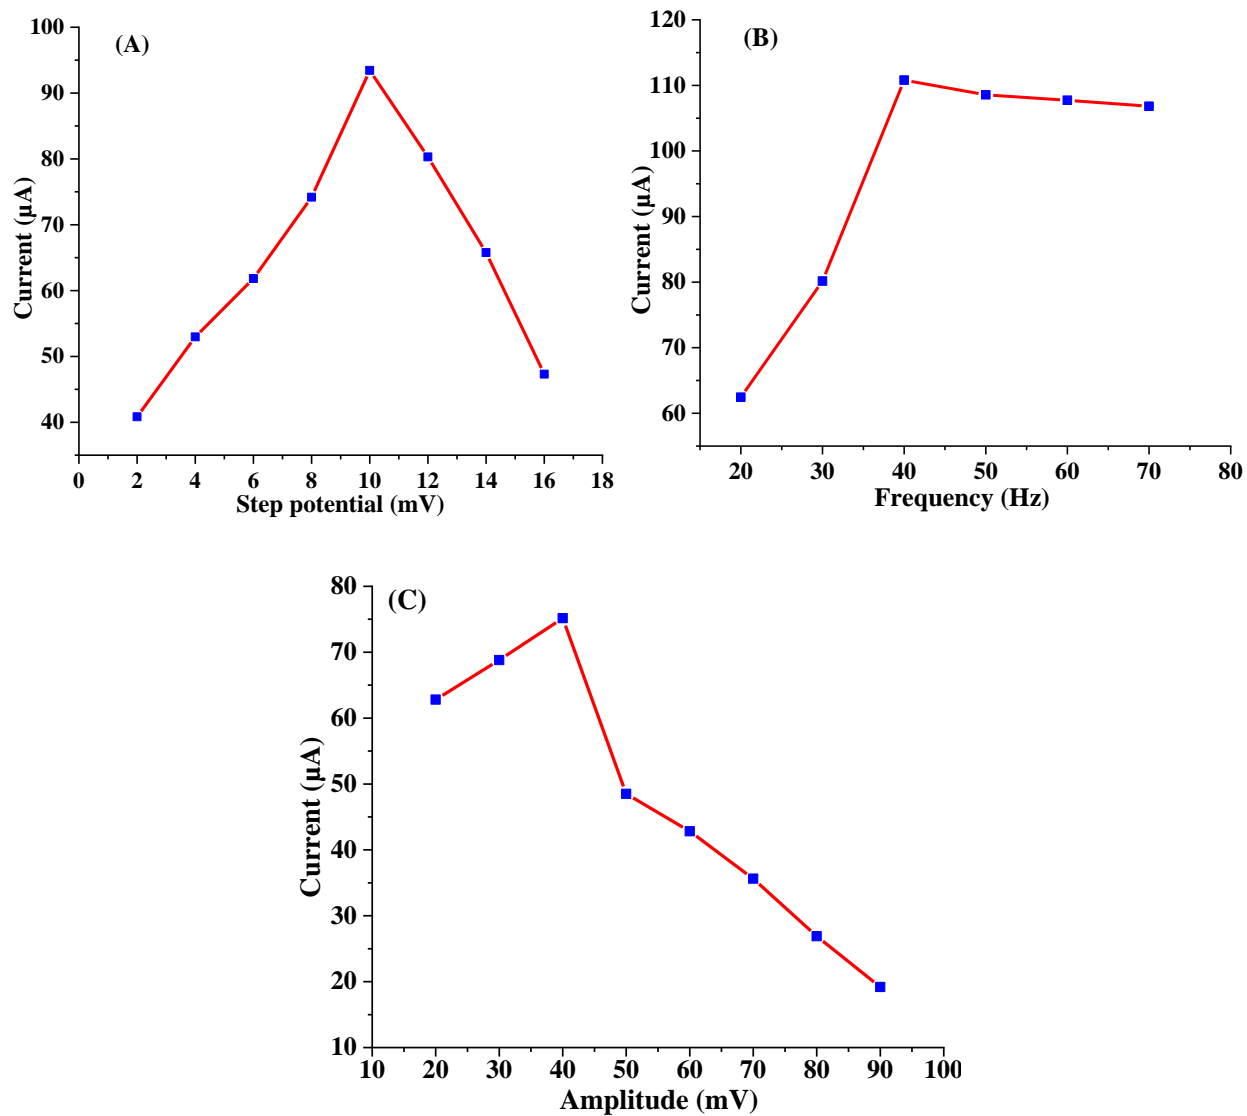 (A)
100
90
80
70
60
50
40
Current (µA)
0 2 4 6 8 10 12 14 16 18
Step potential (mV)
(B)
120
110
100
90
80
70
60
Current (µA)
20 30 40 50 60 70 80
Frequency (Hz)
(C)
80
70
60
50
40
30
20
10
Current (µA)
10 20 30 40 50 60 70 80 90 100
Amplitude (mV)